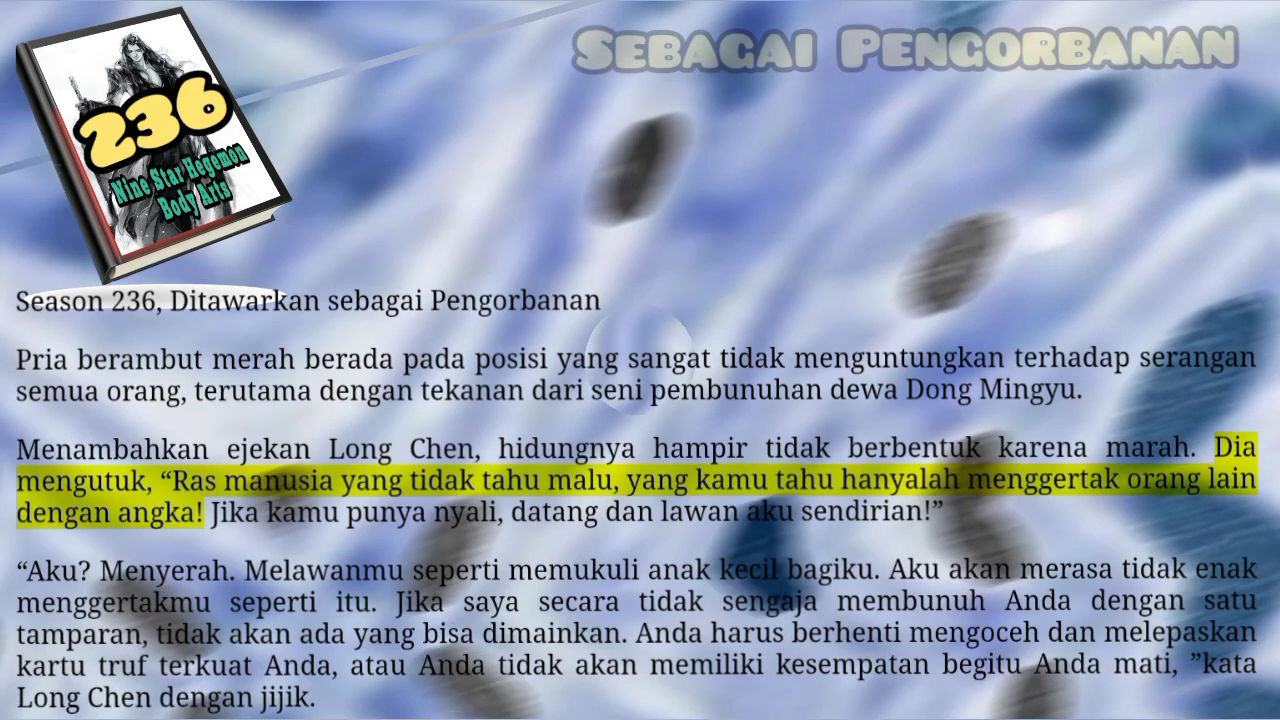 Sebagai Pengorbanan
236
Nine Star Hegemon
Body Arts
Season 236, Ditawarkan sebagai Pengorbanan
Pria berambut merah berada pada posisi yang sangat tidak menguntungkan terhadap serangan
semua orang, terutama dengan tekanan dari seni pembunuhan dewa Dong Mingyu.
Menambahkan ejekan Long Chen, hidungnya hampir tidak berbentuk karena marah. Dia
mengutuk, “Ras manusia yang tidak tahu malu, yang kamu tahu hanyalah menggertak orang lain
dengan angka! Jika kamu punya nyali, datang dan lawan aku sendirian!”
“Aku? Menyerah. Melawanmu seperti memukuli anak kecil bagiku. Aku akan merasa tidak enak
menggertakmu seperti itu. Jika saya secara tidak sengaja membunuh Anda dengan satu
tamparan, tidak akan ada yang bisa dimainkan. Anda harus berhenti mengoceh dan melepaskan
kartu truf terkuat Anda, atau Anda tidak akan memiliki kesempatan begitu Anda mati, ”kata
Long Chen dengan jijik.